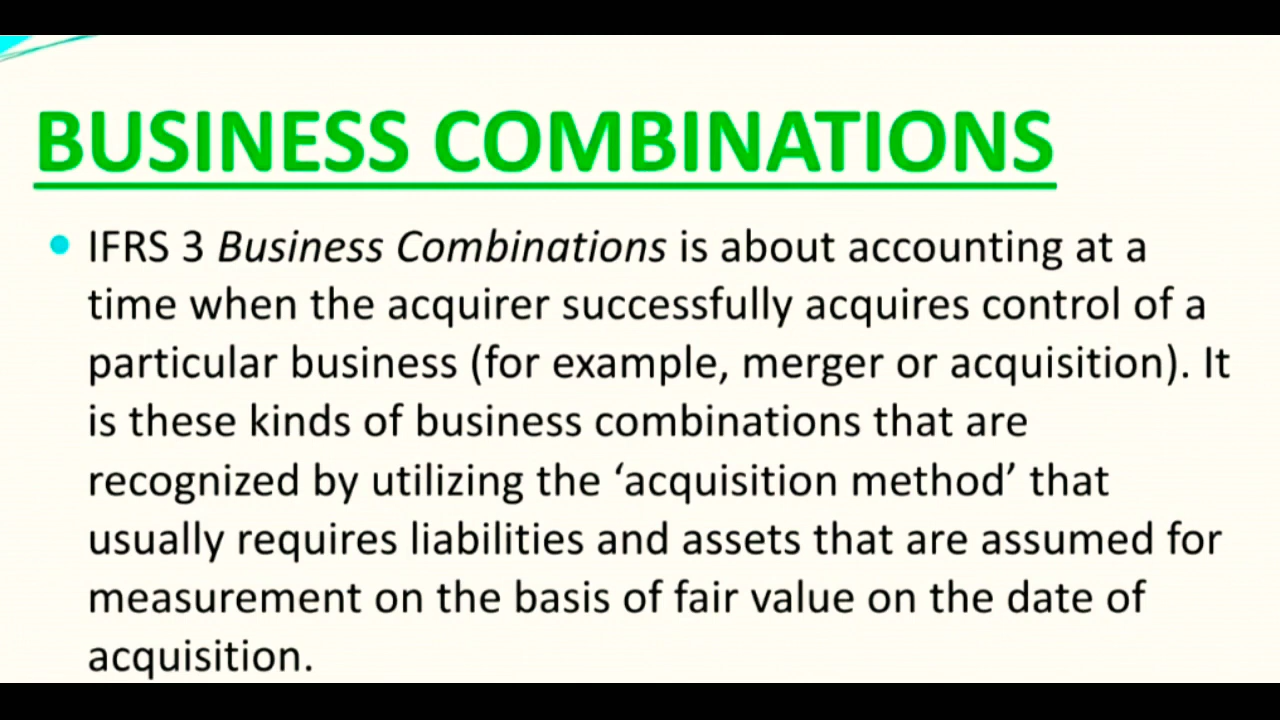 BUSINESS COMBINATIONS
IFRS 3 Business Combinations is about accounting at a
time when the acquirer successfully acquires control of a
particular business (for example, merger or acquisition). It
is these kinds of business combinations that are
recognized by utilizing the ‘acquisition method’ that
usually requires liabilities and assets that are assumed for
measurement on the basis of fair value on the date of
acquisition.